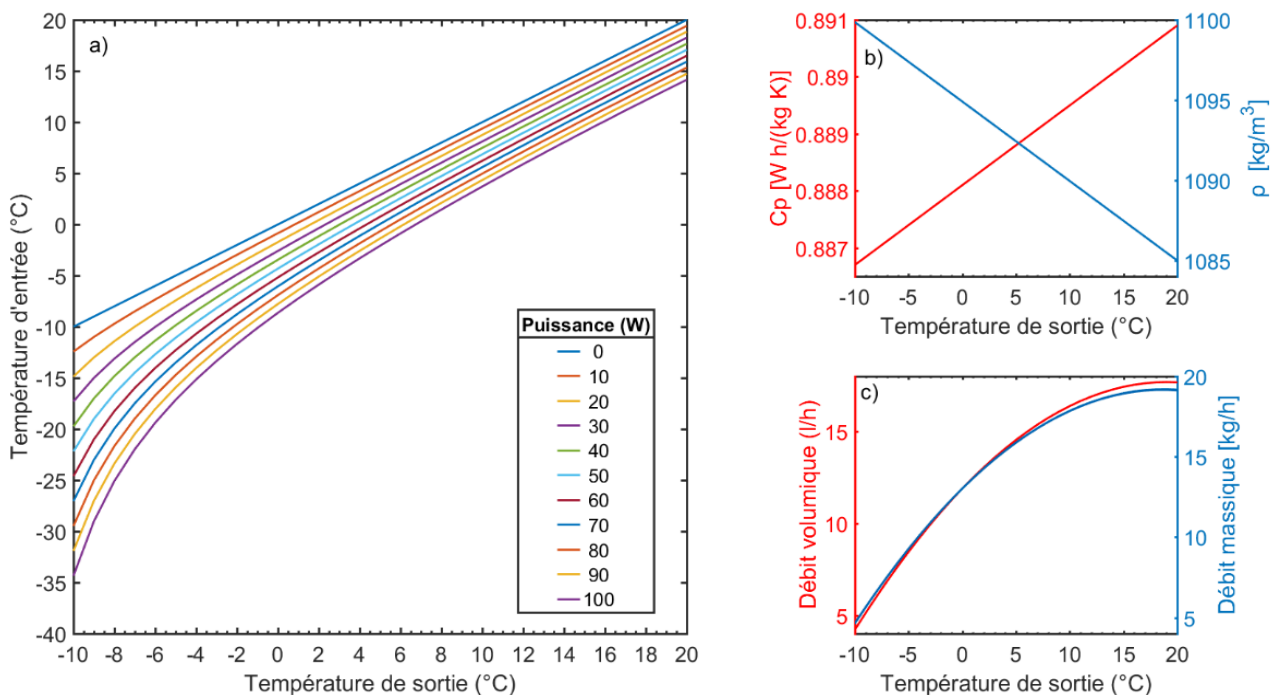 a)
20
15
10
5
0
-5
-10
-15
-20
-25
-30
-35
-40
Température d'entrée (°C)
-10 -8 -6 -4 -2 0 2 4 6 8 10 12 14 16 18 20
Température de sortie (°C)
Puissance (W)
0
10
20
30
40
50
60
70
80
90
100
b)
0.891
0.89
0.889
0.888
0.887
Cp [W h/(kg K)]
1100
1095
1090
1085
ρ [kg/m³]
-10 -5 0 5 10 15 20
Température de sortie (°C)
c)
15
10
5
Débit volumique (l/h)
20
15
10
5
Débit massique [kg/h]
-10 -5 0 5 10 15 20
Température de sortie (°C)